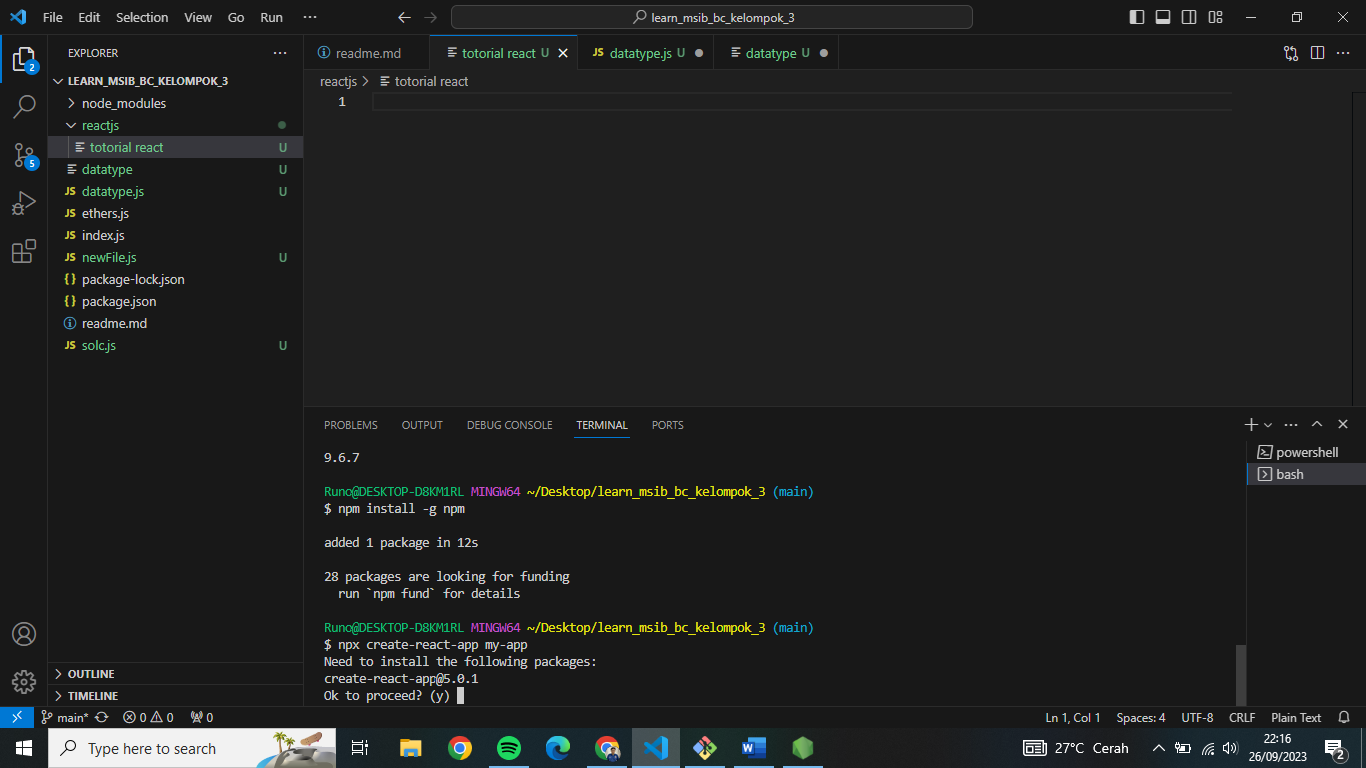 File Edit Selection View Go Run ··· learn_msib_bc_kelompok_3
EXPLORER ···
LEARN_MSIB_BC_KELOMPOK_3
node_modules
reactjs
totorial react U
datatype U
JS datatype.js U
JS ethers.js
JS index.js
JS newFile.js U
{} package-lock.json
{} package.json
readme.md
JS solc.js U
OUTLINE
TIMELINE
2
5
readme.md totorial react U JS datatype.js U datatype U
reactjs > totorial react
1
PROBLEMS OUTPUT DEBUG CONSOLE TERMINAL PORTS
9.6.7
Runo@DESKTOP-D8KM1RL MINGW64 ~/Desktop/learn_msib_bc_kelompok_3 (main)
$ npm install -g npm
added 1 package in 12s
28 packages are looking for funding
run `npm fund` for details
Runo@DESKTOP-D8KM1RL MINGW64 ~/Desktop/learn_msib_bc_kelompok_3 (main)
$ npx create-react-app my-app
Need to install the following packages:
create-react-app@5.0.1
Ok to proceed? (y)
powershell
bash
main* 0 0 0 Ln 1, Col 1 Spaces: 4 UTF-8 CRLF Plain Text
Type here to search
27°C Cerah
22:16
26/09/2023
2